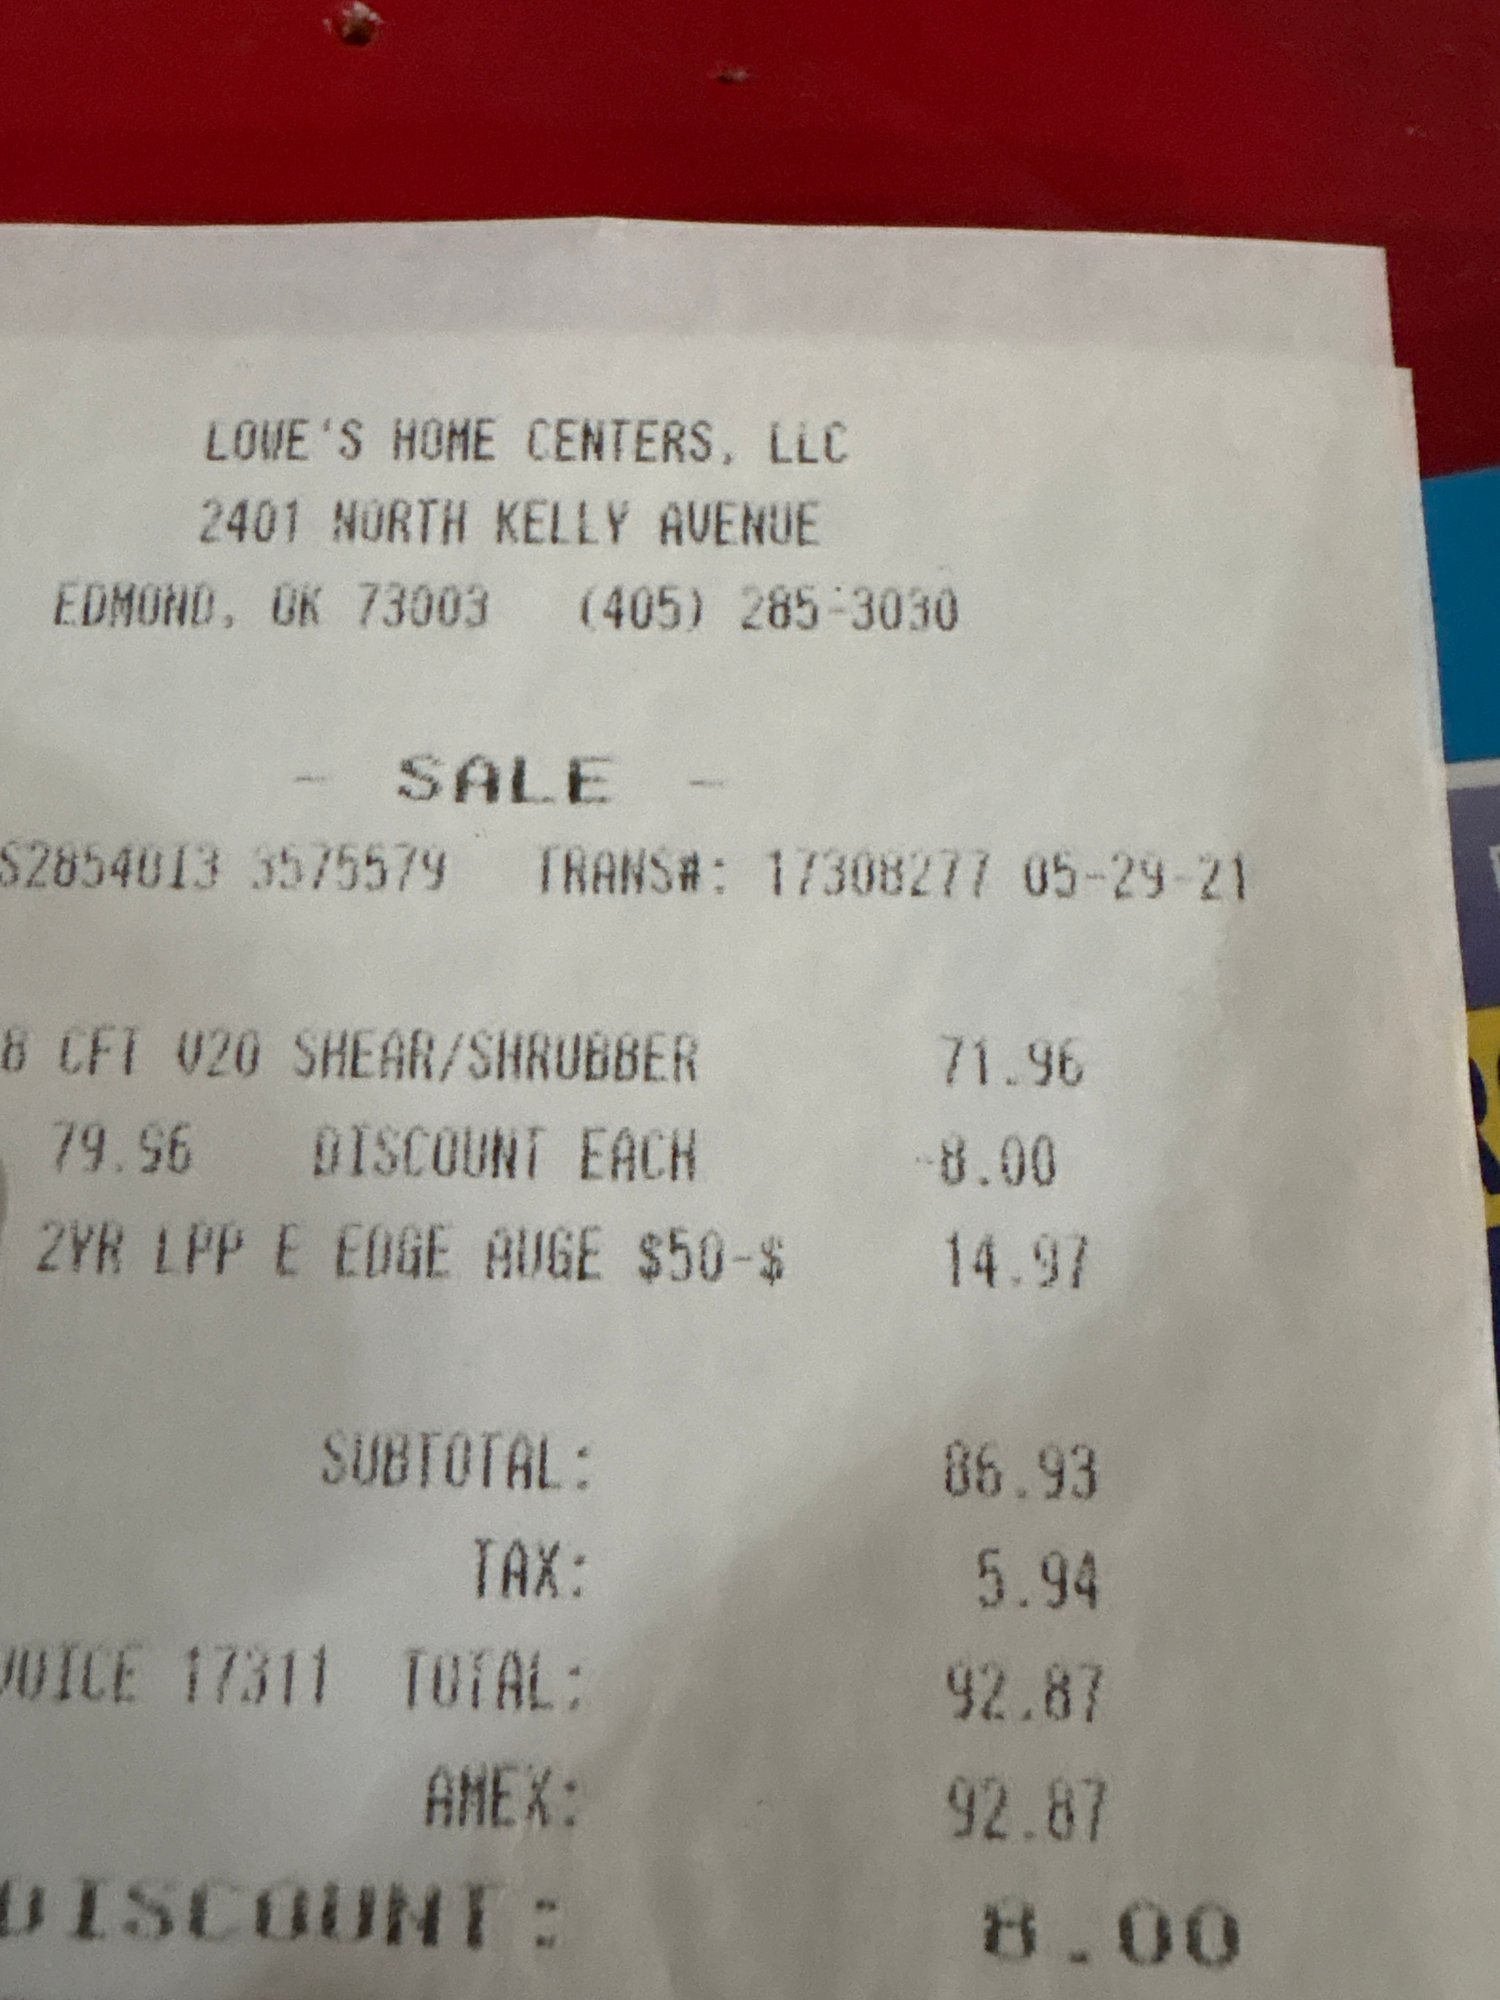 LOWE'S HOME CENTERS, LLC
2401 NORTH KELLY AVENUE
EDMOND, OK 73003 (405) 285-3030
- SALE -
S2854013 3575579 TRANS#: 17308277 05-29-21
8 CFT V20 SHEAR/SHRUBBER 71.96
79.96 DISCOUNT EACH -8.00
2YR LPP E EDGE AUGE $50-$ 14.97
SUBTOTAL: 86.93
TAX: 5.94
VOICE 17311 TOTAL: 92.87
AMEX: 92.87
DISCOUNT: 8.00